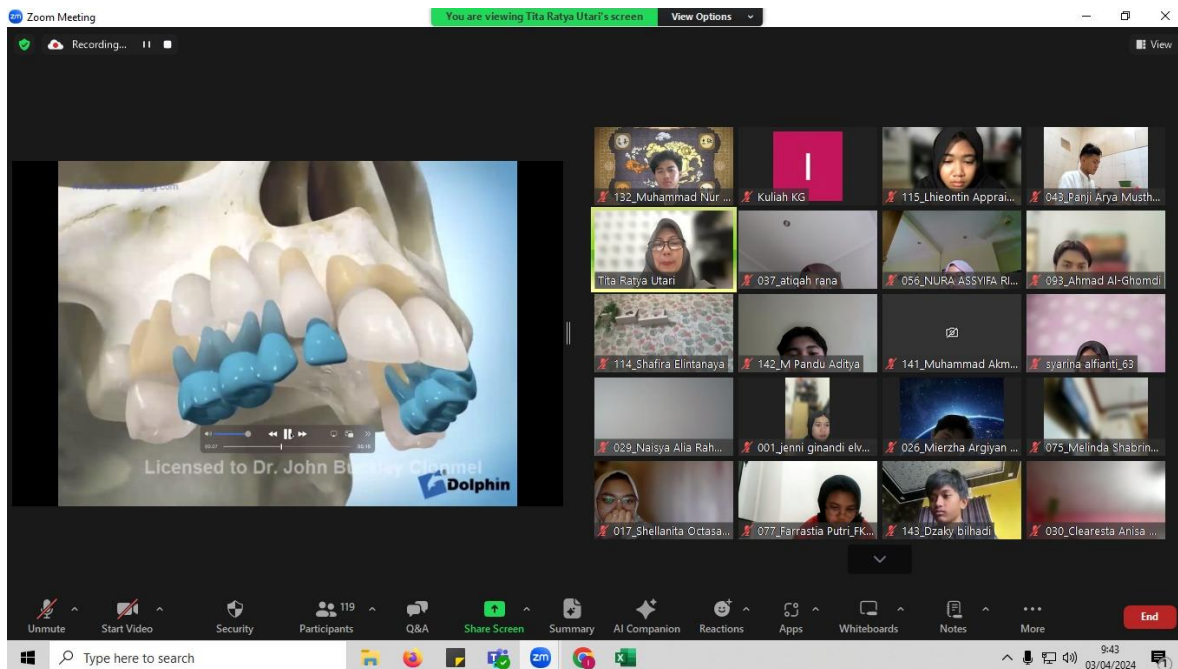 Zoom Meeting
You are viewing Tita Ratya Utari's screen
View Options
Recording...
View
Licensed to Dr. John Buckley Clonmel
Dolphin
132_Muhammad Nur ...
Kuliah KG
115_Lhieontin Apprai...
043_Panji Arya Musth...
I
Tita Ratya Utari
037_atiqah rana
056_NURA ASSYIFA RI...
093_Ahmad Al-Ghomdi
114_Shafira Elintanaya
142_M Pandu Aditya
141_Muhammad Akm...
syarina alfianti_63
029_Naisya Alia Rah...
001_jenni ginandi elv...
026_Mierzha Argiyan ...
075_Melinda Shabrin...
017_Shellanita Octasa...
077_Farrastia Putri_FK...
143_Dzaky bilhadi
030_Clearesta Anisa ...
Unmute
Start Video
Security
Participants
119
Q&A
Share Screen
Summary
AI Companion
Reactions
Apps
Whiteboards
Notes
More
End
Type here to search
9:43
03/04/2024